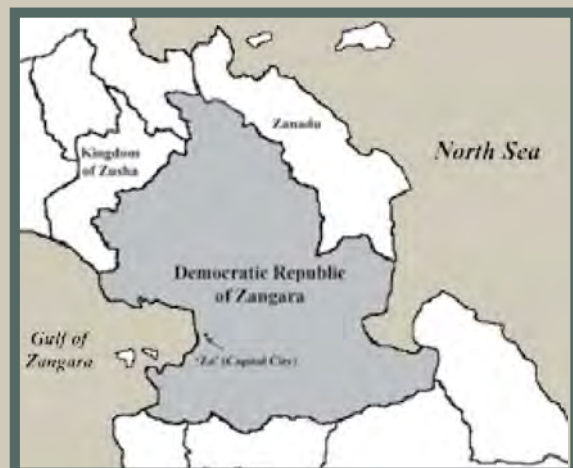 Kingdom
of Zusha
Zanadu
North Sea
Democratic Republic
of Zangara
Gulf of
Zangara
'Za' (Capital City)